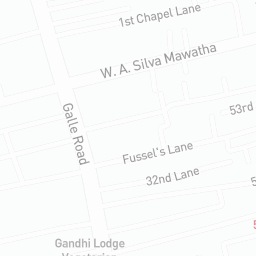 1st Chapel Lane
W. A. Silva Mawatha
53rd
Galle Road
Fussel's Lane
32nd Lane
Gandhi Lodge